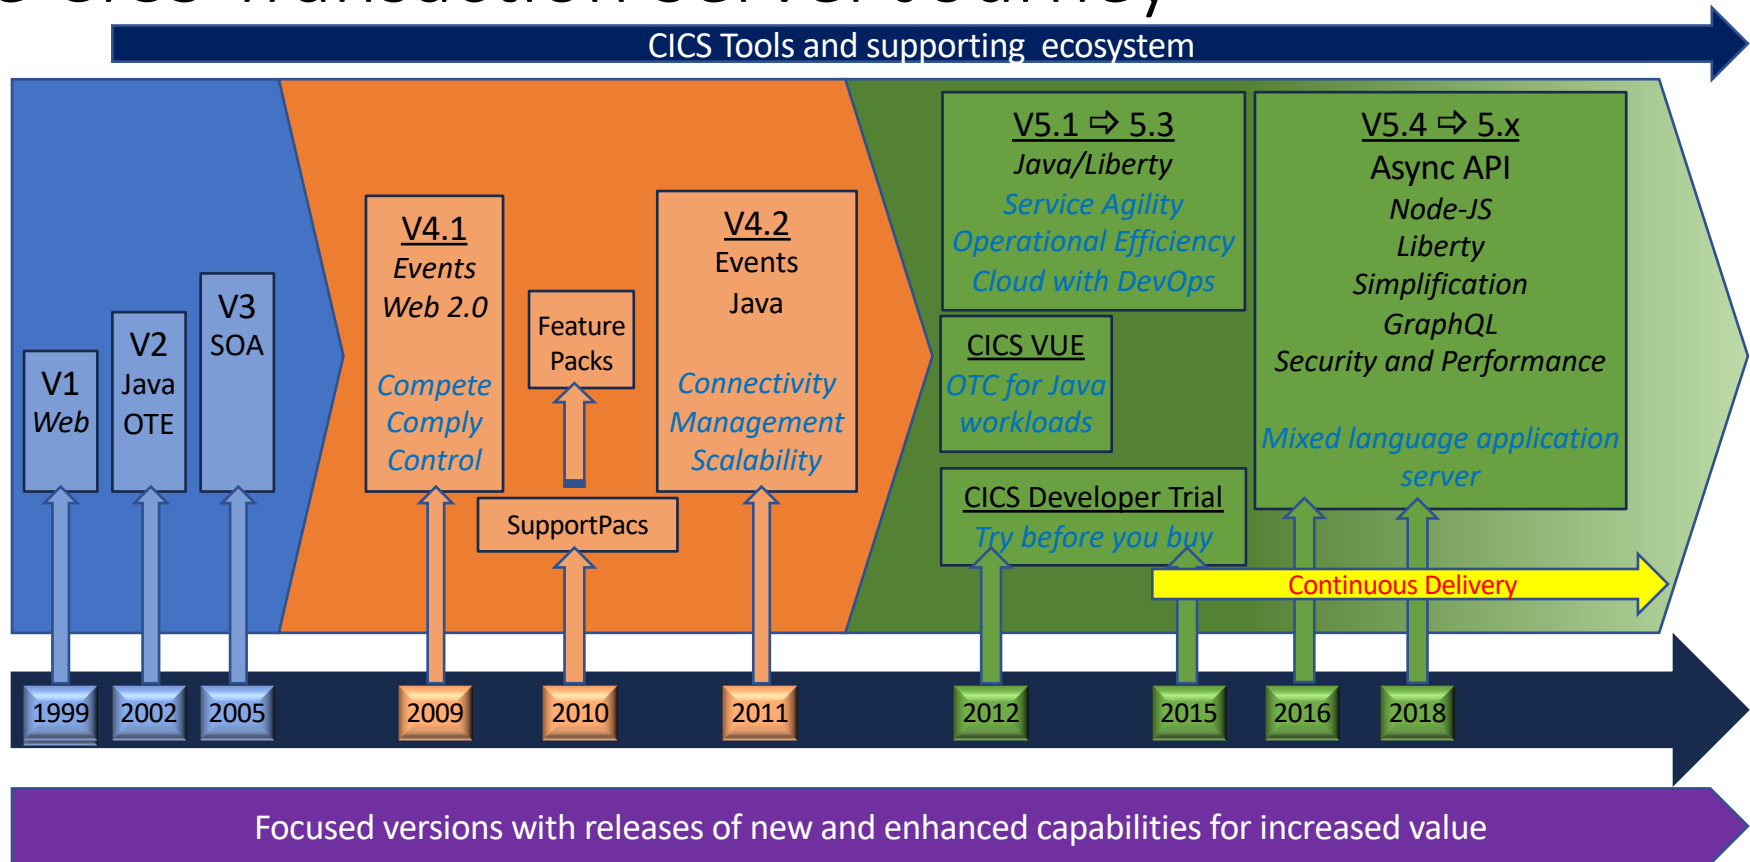 CICS Transaction Server Journey
CICS Tools and supporting ecosystem
V1
Web
V2
Java
OTE
V3
SOA
V4.1
Events
Web 2.0
Compete
Comply
Control
Feature
Packs
SupportPacs
V4.2
Events
Java
Connectivity
Management
Scalability
V5.1 ⇨ 5.3
Java/Liberty
Service Agility
Operational Efficiency
Cloud with DevOps
CICS VUE
OTC for Java
workloads
CICS Developer Trial
Try before you buy
V5.4 ⇨ 5.x
Async API
Node-JS
Liberty
Simplification
GraphQL
Security and Performance
Mixed language application
server
Continuous Delivery
1999
2002
2005
2009
2010
2011
2012
2015
2016
2018
Focused versions with releases of new and enhanced capabilities for increased value